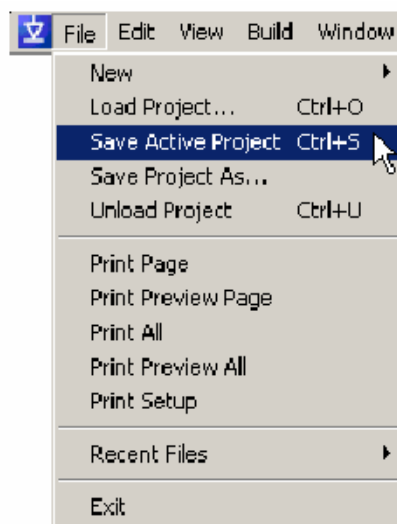 File Edit View Build Window
New
Load Project... Ctrl+O
Save Active Project Ctrl+S
Save Project As...
Unload Project Ctrl+U
Print Page
Print Preview Page
Print All
Print Preview All
Print Setup
Recent Files
Exit